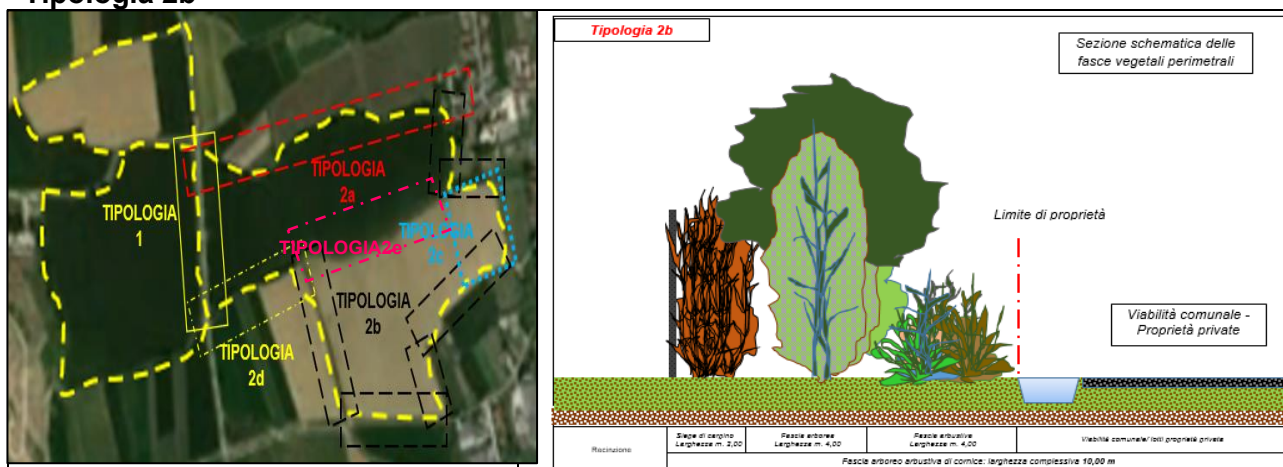 Tipologia 2b
TIPOLOGIA
2a
TIPOLOGIA
1
TIPOLOGIA2e
2c
TIPOLOGIA
2b
TIPOLOGIA
2d
Tipologia 2b
Sezione schematica delle
fasce vegetali perimetrali
Limite di proprietà
Viabilità comunale -
Proprietà private
Recinzione
Siepe di carpino
Larghezza m. 2,00
Fascia arborea
Larghezza m. 4,00
Fascia arbustiva
Larghezza m. 4,00
Viabilità comunale/ lotti proprietà privata
Fascia arboreo arbustiva di cornice: larghezza complessiva 10,00 m